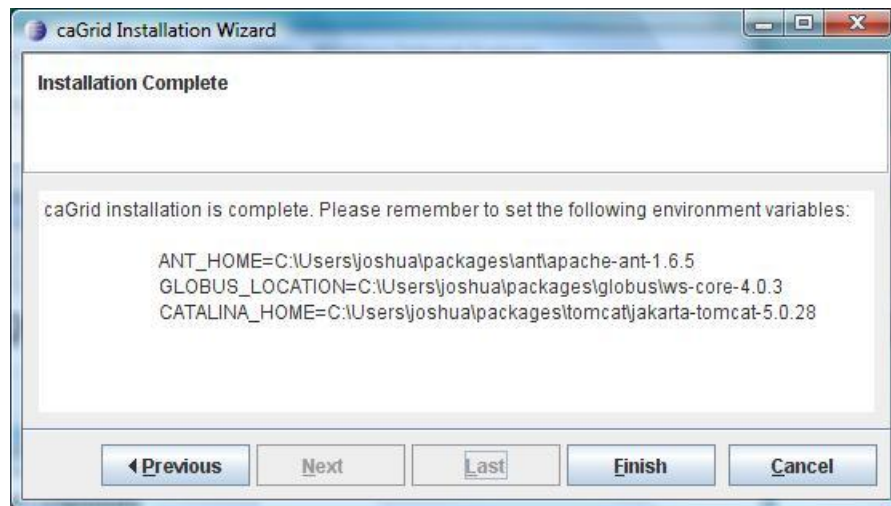 caGrid Installation Wizard
Installation Complete
caGrid installation is complete. Please remember to set the following environment variables:
ANT_HOME=C:\Users\joshua\packages\ant\apache-ant-1.6.5
GLOBUS_LOCATION=C:\Users\joshua\packages\globus\ws-core-4.0.3
CATALINA_HOME=C:\Users\joshua\packages\tomcat\jakarta-tomcat-5.0.28
Previous Next Last Finish Cancel